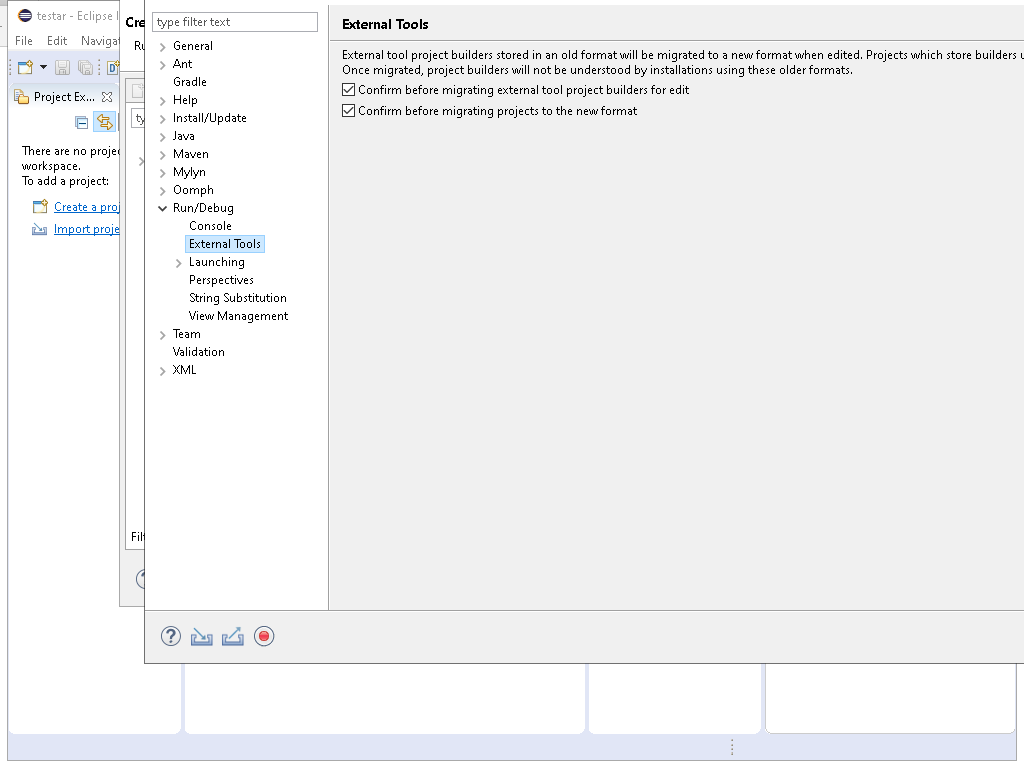 testar - Eclipse I
File Edit Navigat
Project Ex...
There are no projec
workspace.
To add a project:
Create a proj
Import proje
Cre
Ru
ty
Filt
type filter text
General
Ant
Gradle
Help
Install/Update
Java
Maven
Mylyn
Oomph
Run/Debug
Console
External Tools
Launching
Perspectives
String Substitution
View Management
Team
Validation
XML
External Tools
External tool project builders stored in an old format will be migrated to a new format when edited. Projects which store builders u
Once migrated, project builders will not be understood by installations using these older formats.
Confirm before migrating external tool project builders for edit
Confirm before migrating projects to the new format